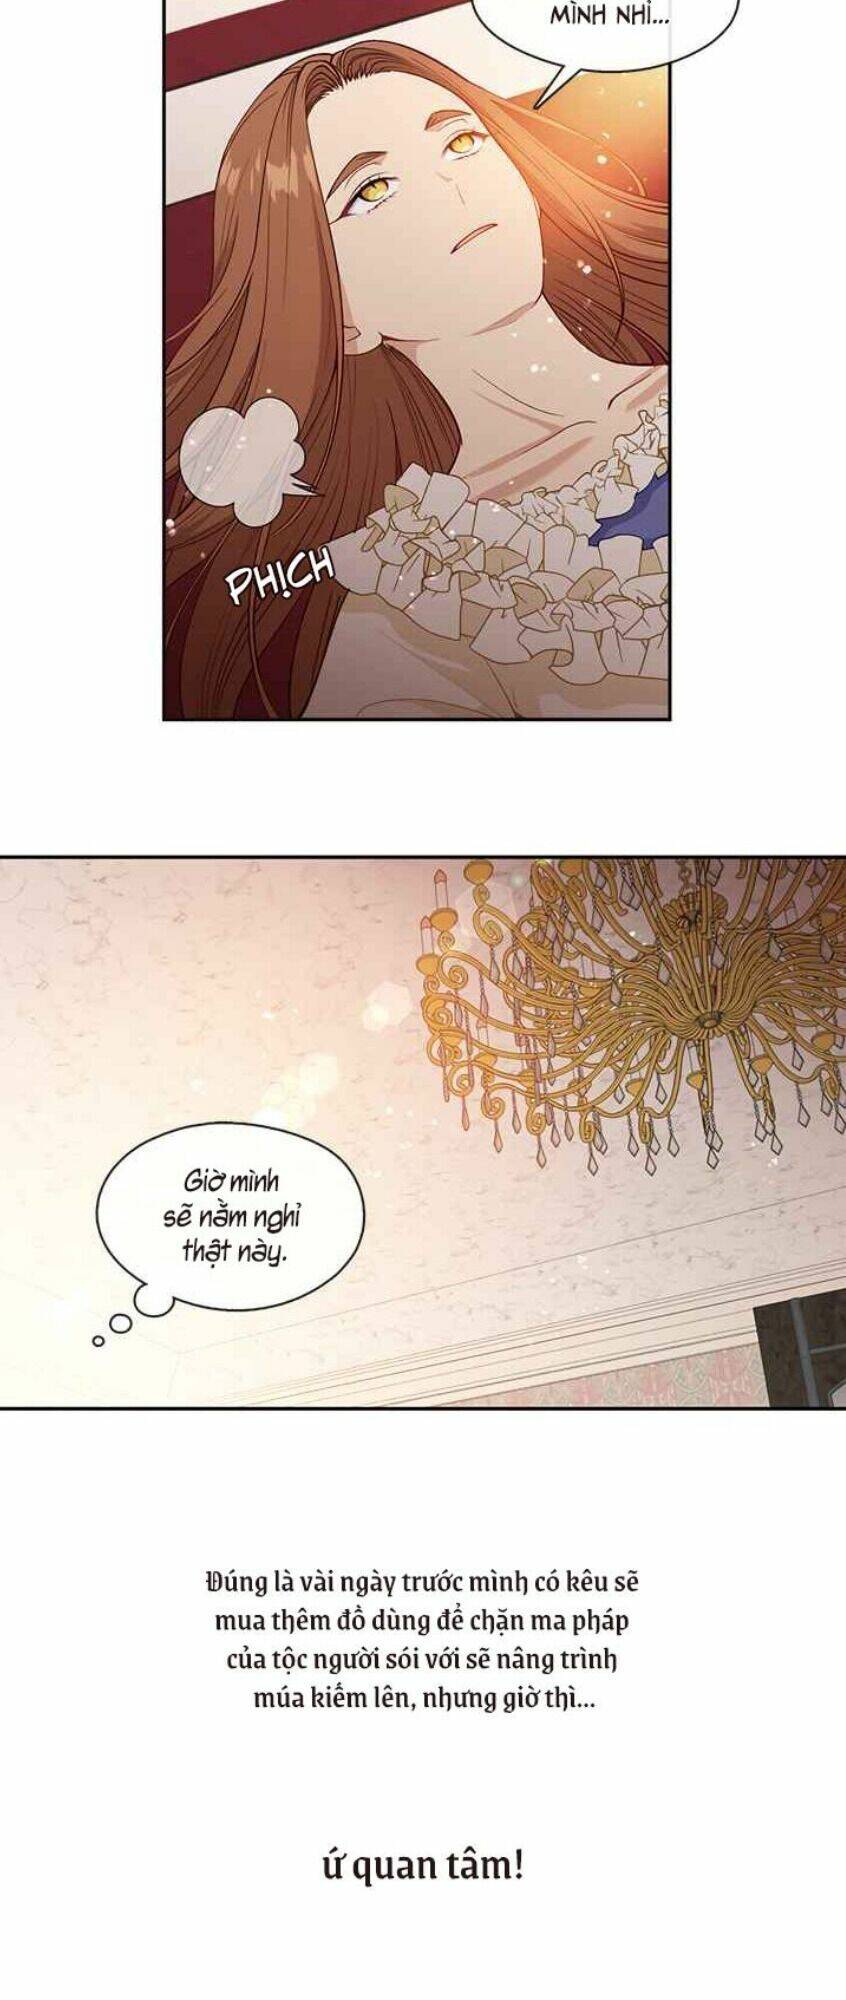 MÌNH NHỈ...
PHỊCH
Giờ mình
sẽ nằm nghỉ
thật này.
Đúng là vài ngày trước mình có kêu sẽ
mua thêm đồ dùng để chặn ma pháp
của tộc người sói với sẽ nâng trình
múa kiếm lên, nhưng giờ thì...
ứ quan tâm!